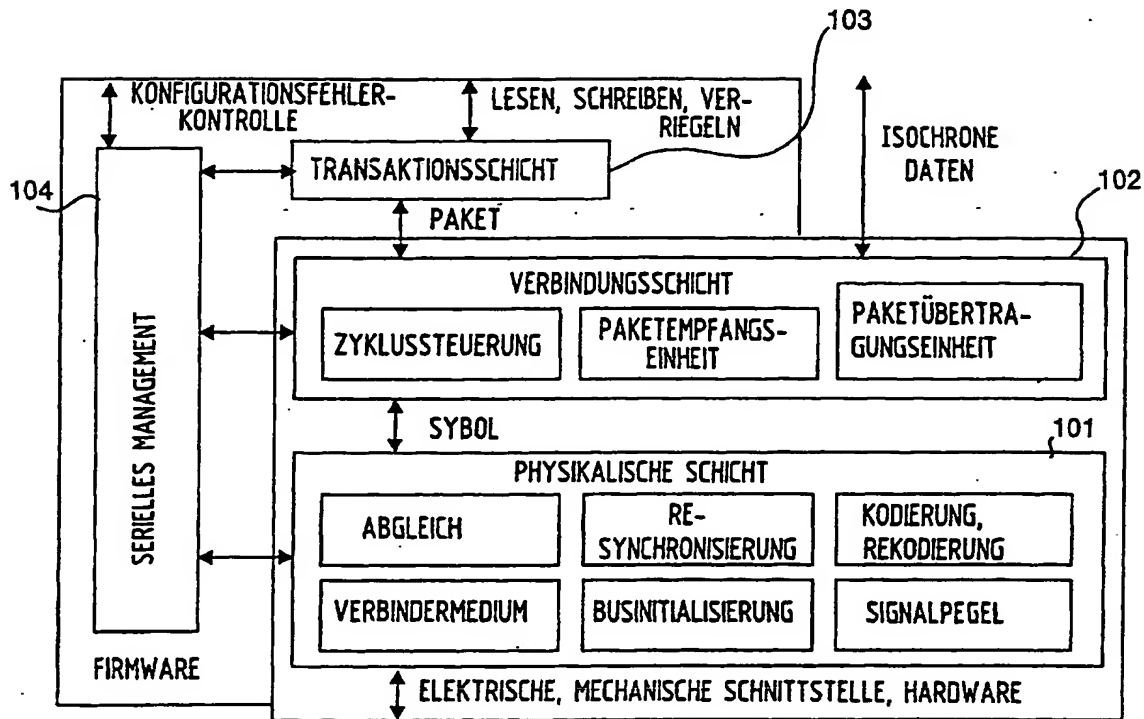 103
KONFIGURATIONSFEHLER-
KONTROLLE
LESEN, SCHREIBEN, VER-
RIEGELN
ISOCHRONE
DATEN
104
TRANSAKTIONSSCHICHT
102
PAKET
VERBINDUNGSSCHICHT
ZYKLUSSTEUERUNG
PAKETEMPFANGS-
EINHEIT
PAKETÜBERTRA-
GUNGSEINHEIT
SERIELLES MANAGEMENT
SYBOL
101
PHYSIKALISCHE SCHICHT
ABGLEICH
RE-
SYNCHRONISIERUNG
KODIERUNG,
REKODIERUNG
VERBINDERMEDIUM
BUSINITIALISIERUNG
SIGNALPEGEL
FIRMWARE
ELEKTRISCHE, MECHANISCHE SCHNITTSTELLE, HARDWARE